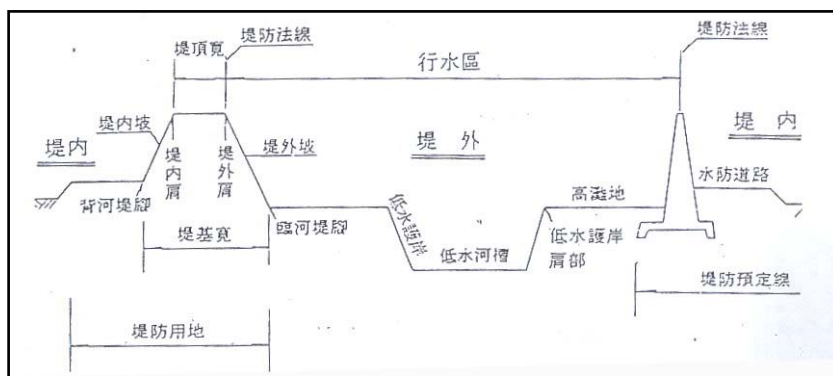 堤防法線
堤頂寬
行水區
堤防法線
堤內坡
堤內
堤內肩
堤外肩
堤外坡
堤外
堤內
水防道路
背河堤腳
堤基寬
臨河堤腳
低水護岸
低水河槽
高灘地
低水護岸
肩部
堤防預定線
堤防用地